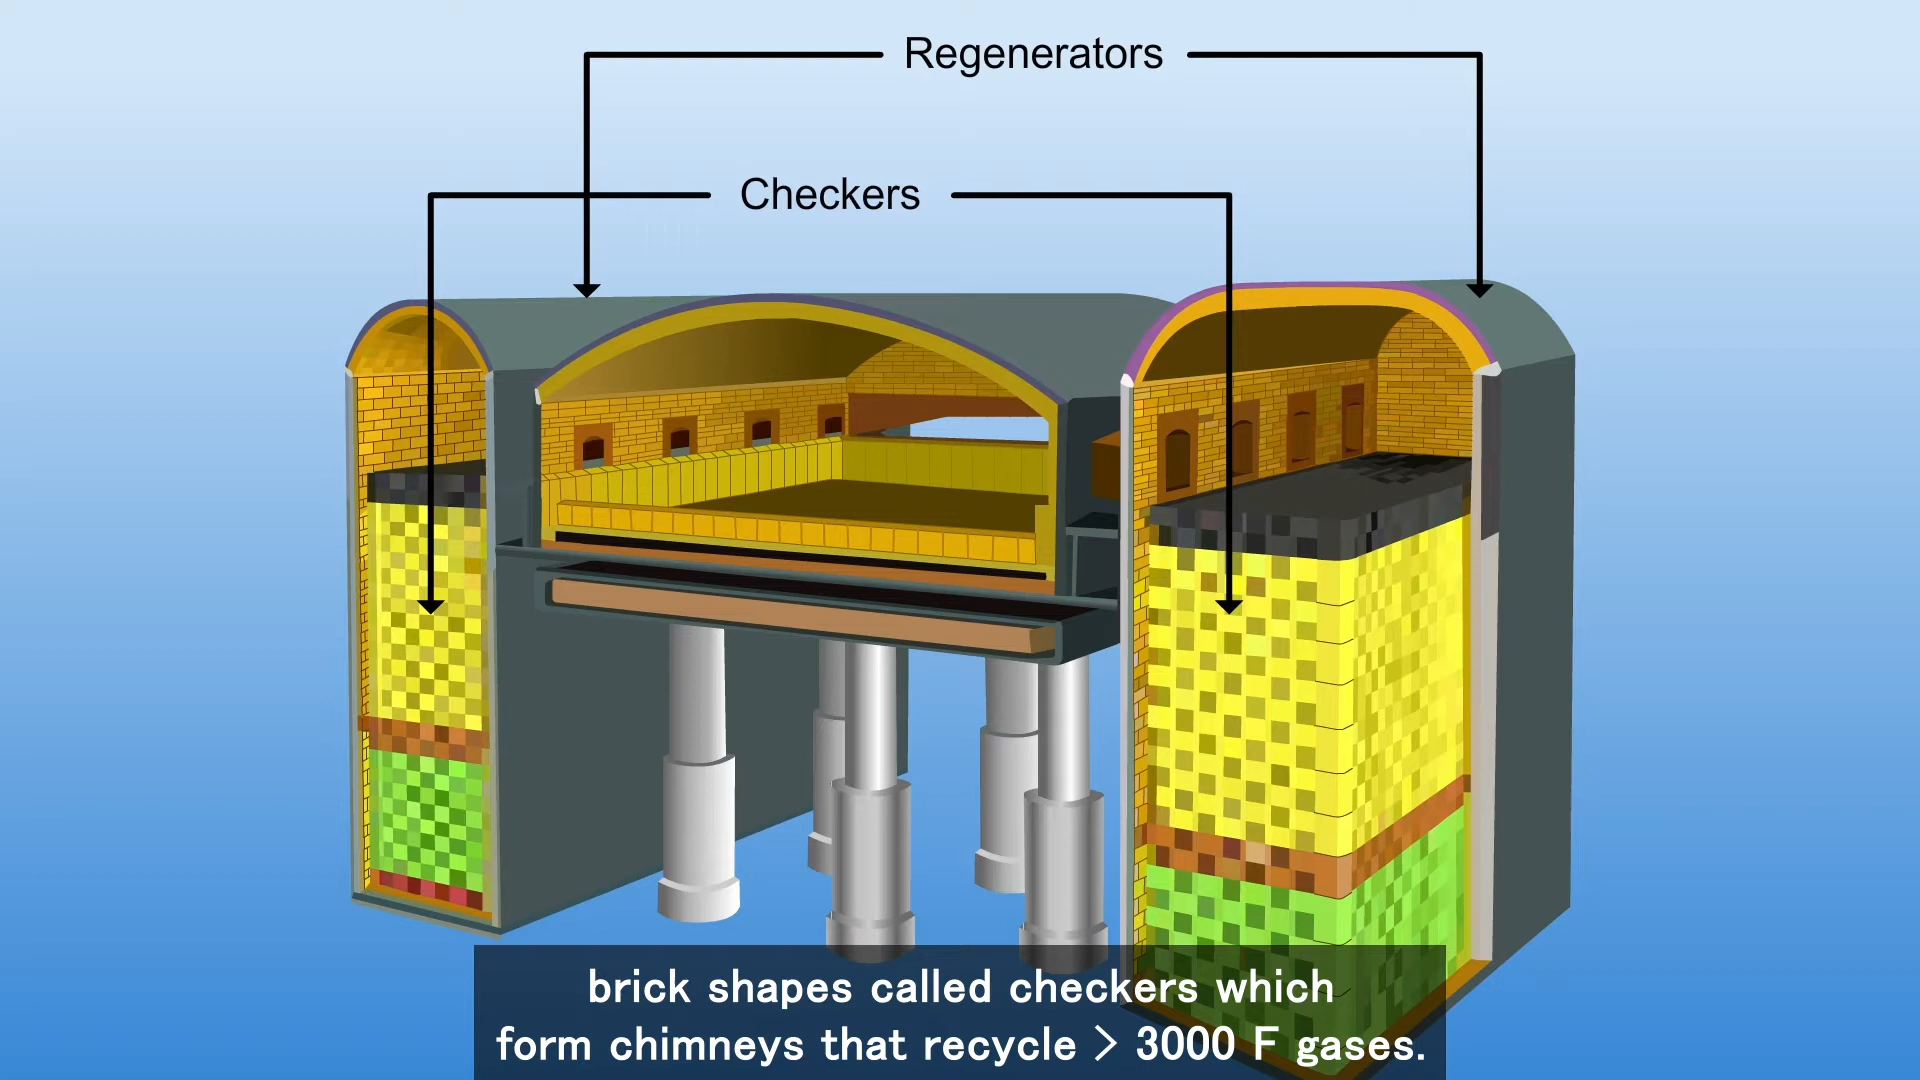 Regenerators
Checkers
brick shapes called checkers which
form chimneys that recycle > 3000 F gases.